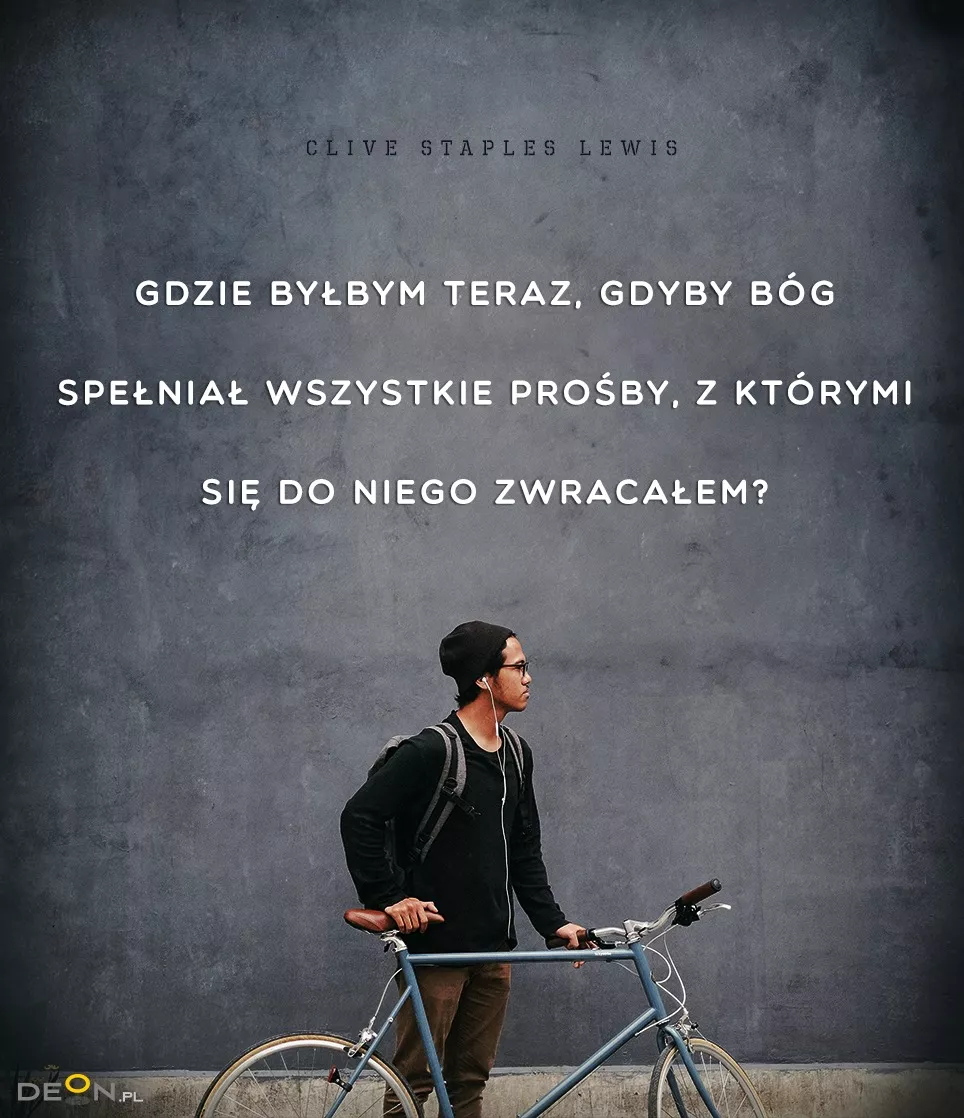 CLIVE STAPLES LEWIS
GDZIE BYŁBYM TERAZ, GDYBY BÓG
SPEŁNIAŁ WSZYSTKIE PROŚBY, Z KTÓRYMI
SIĘ DO NIEGO ZWRACAŁEM?
DEON.PL